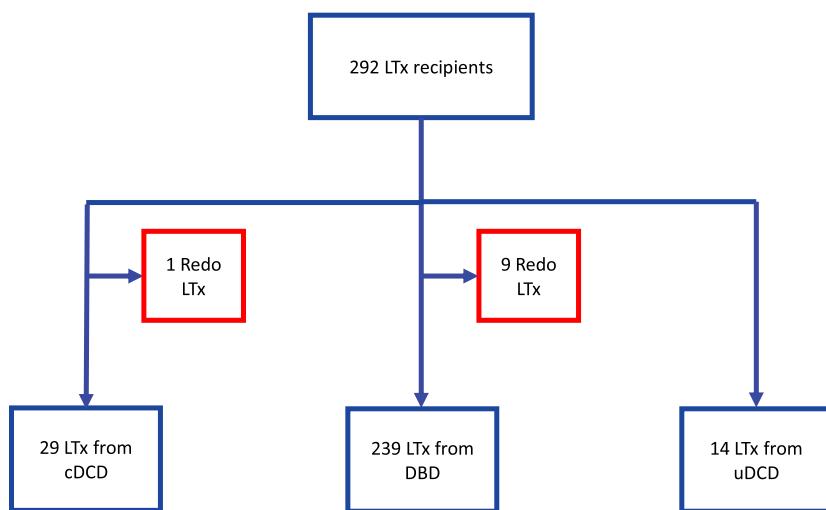 292 LTx recipients
1 Redo
LTx
9 Redo
LTx
29 LTx from
cDCD
239 LTx from
DBD
14 LTx from
uDCD